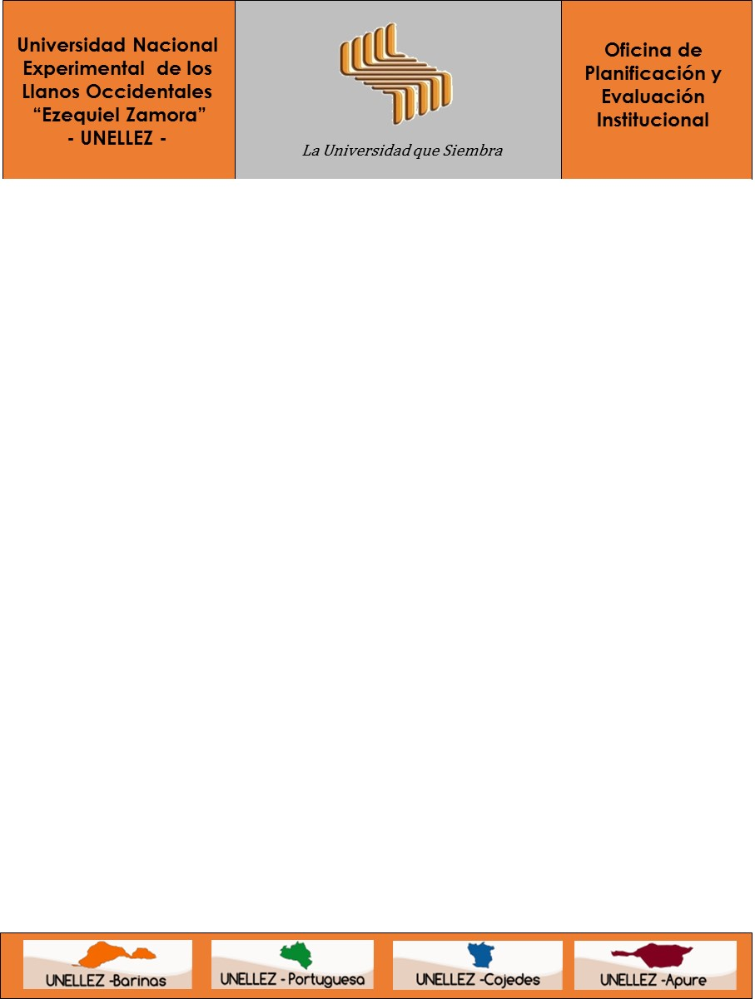 Universidad Nacional
Experimental de los
Llanos Occidentales
“Ezequiel Zamora”
- UNELLEZ -
La Universidad que Siembra
Oficina de
Planificación y
Evaluación
Institucional
UNELLEZ -Barinas
UNELLEZ - Portuguesa
UNELLEZ -Cojedes
UNELLEZ -Apure